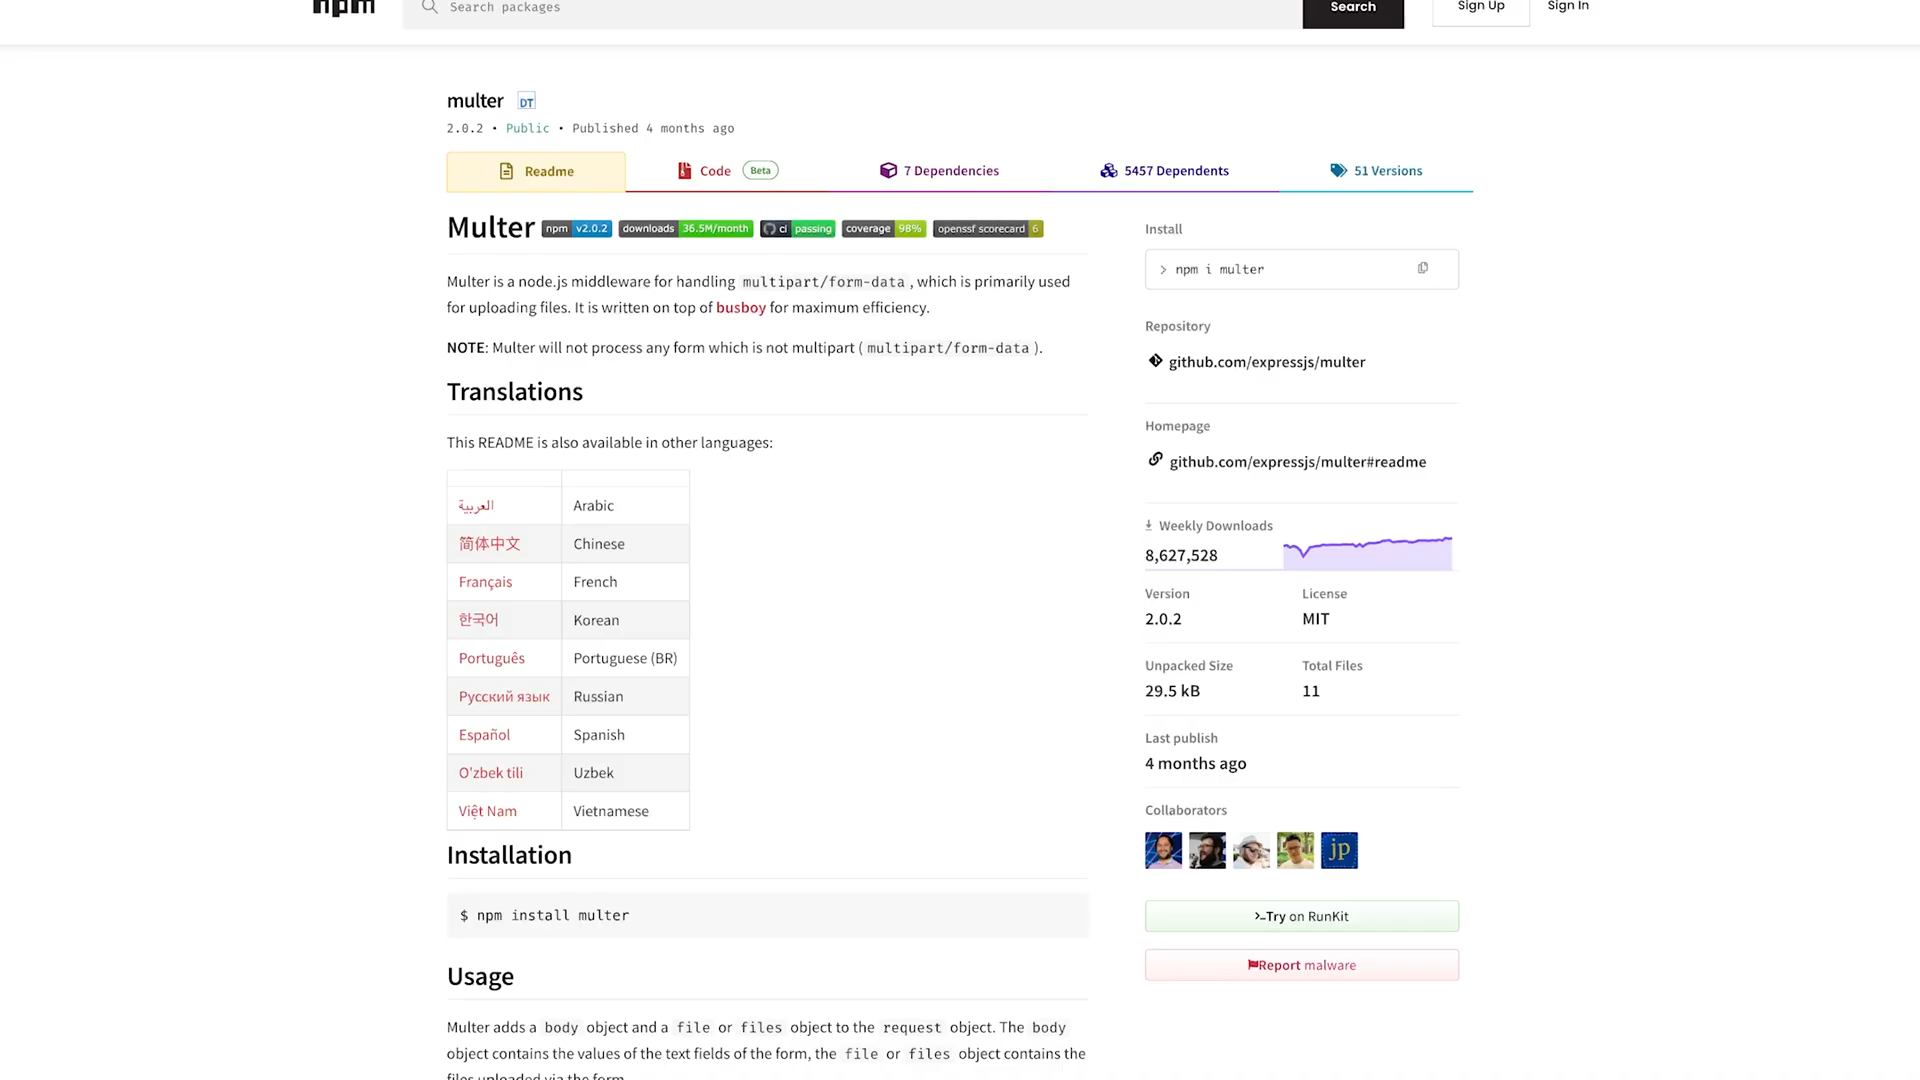 npm
Search packages
Search
Sign Up
Sign In
multer DT
2.0.2 • Public • Published 4 months ago
Readme
Code Beta
7 Dependencies
5457 Dependents
51 Versions
Multer npm v2.0.2 downloads 36.5M/month ci passing coverage 98% openssf scorecard 6
Multer is a node.js middleware for handling multipart/form-data, which is primarily used
for uploading files. It is written on top of busboy for maximum efficiency.
NOTE: Multer will not process any form which is not multipart (multipart/form-data).
Translations
This README is also available in other languages:
العربية Arabic
简体中文 Chinese
Français French
한국어 Korean
Português Portuguese (BR)
Русский язык Russian
Español Spanish
O'zbek tili Uzbek
Việt Nam Vietnamese
Installation
$ npm install multer
Usage
Multer adds a body object and a file or files object to the request object. The body
object contains the values of the text fields of the form, the file or files object contains the
files uploaded via the form.
Install
> npm i multer
Repository
github.com/expressjs/multer
Homepage
github.com/expressjs/multer#readme
Weekly Downloads
8,627,528
Version
2.0.2
License
MIT
Unpacked Size
29.5 kB
Total Files
11
Last publish
4 months ago
Collaborators
jp
Try on RunKit
Report malware